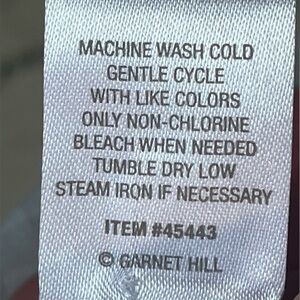 MACHINE WASH COLD
GENTLE CYCLE
WITH LIKE COLORS
ONLY NON-CHLORINE
BLEACH WHEN NEEDED
TUMBLE DRY LOW
STEAM IRON IF NECESSARY
ITEM #45443
© GARNET HILL